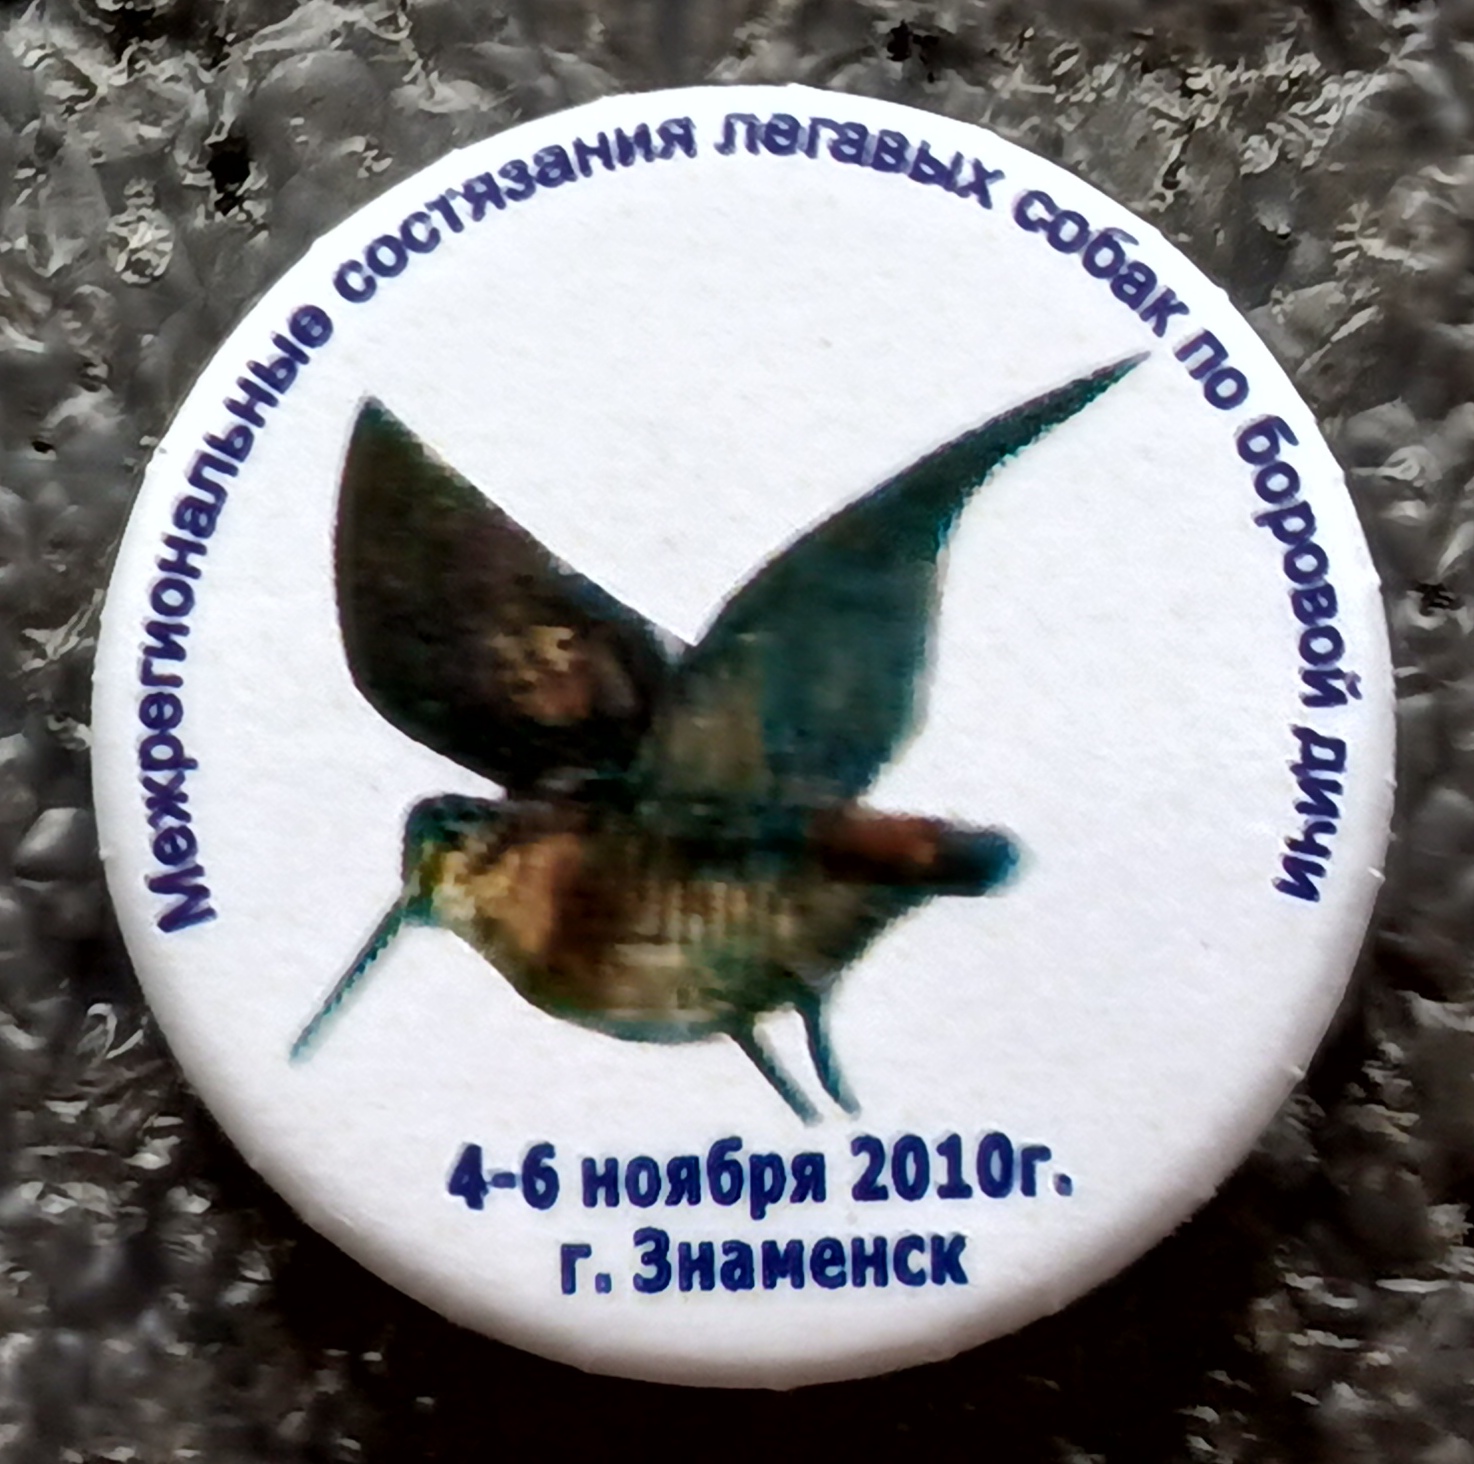 Межрегиональные состязания легавых собак по боровой дичи
4-6 ноября 2010г.
г. Знаменск